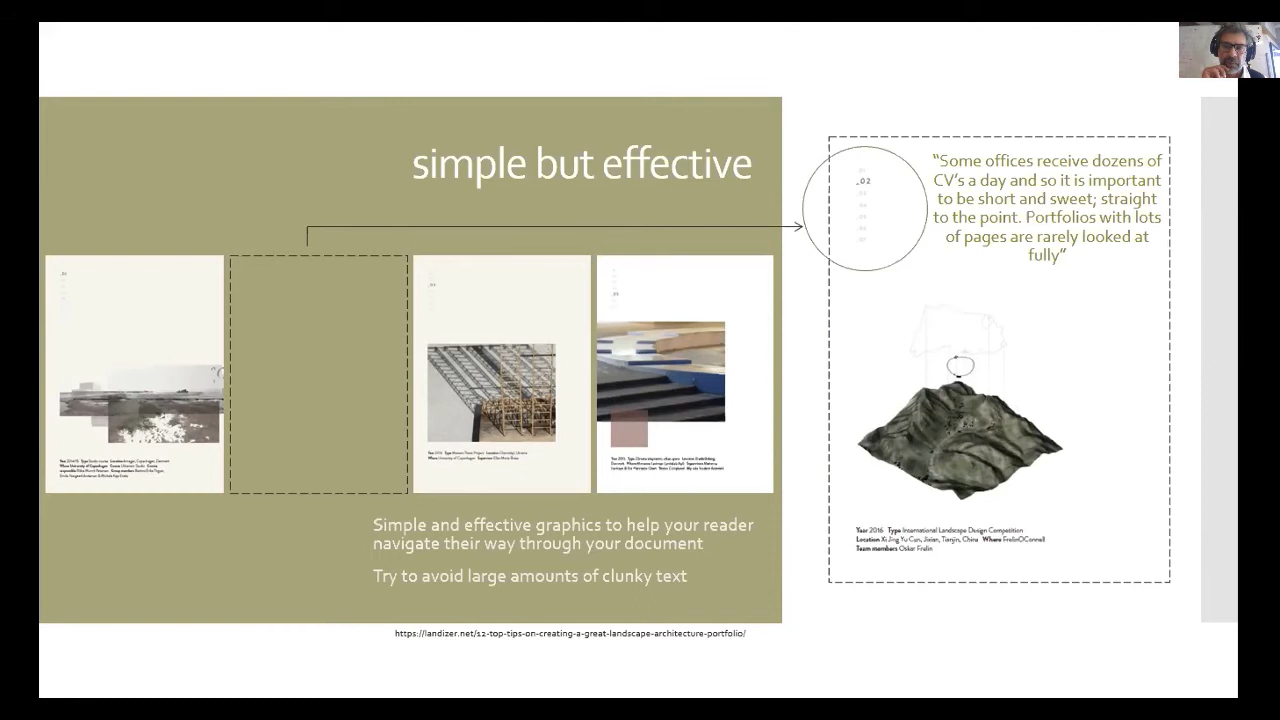 simple but effective
_02
"Some offices receive dozens of
CV's a day and so it is important
to be short and sweet; straight
to the point. Portfolios with lots
of pages are rarely looked at
fully"
Simple and effective graphics to help your reader
navigate their way through your document
Try to avoid large amounts of clunky text
Year 2016 Type International Landscape Design Competition
Location Xi Jing Yu Cun, Jixian, Tianjin, China Where FralinOConnell
Team members Oskar Fralin
https://landizer.net/12-top-tips-on-creating-a-great-landscape-architecture-portfolio/